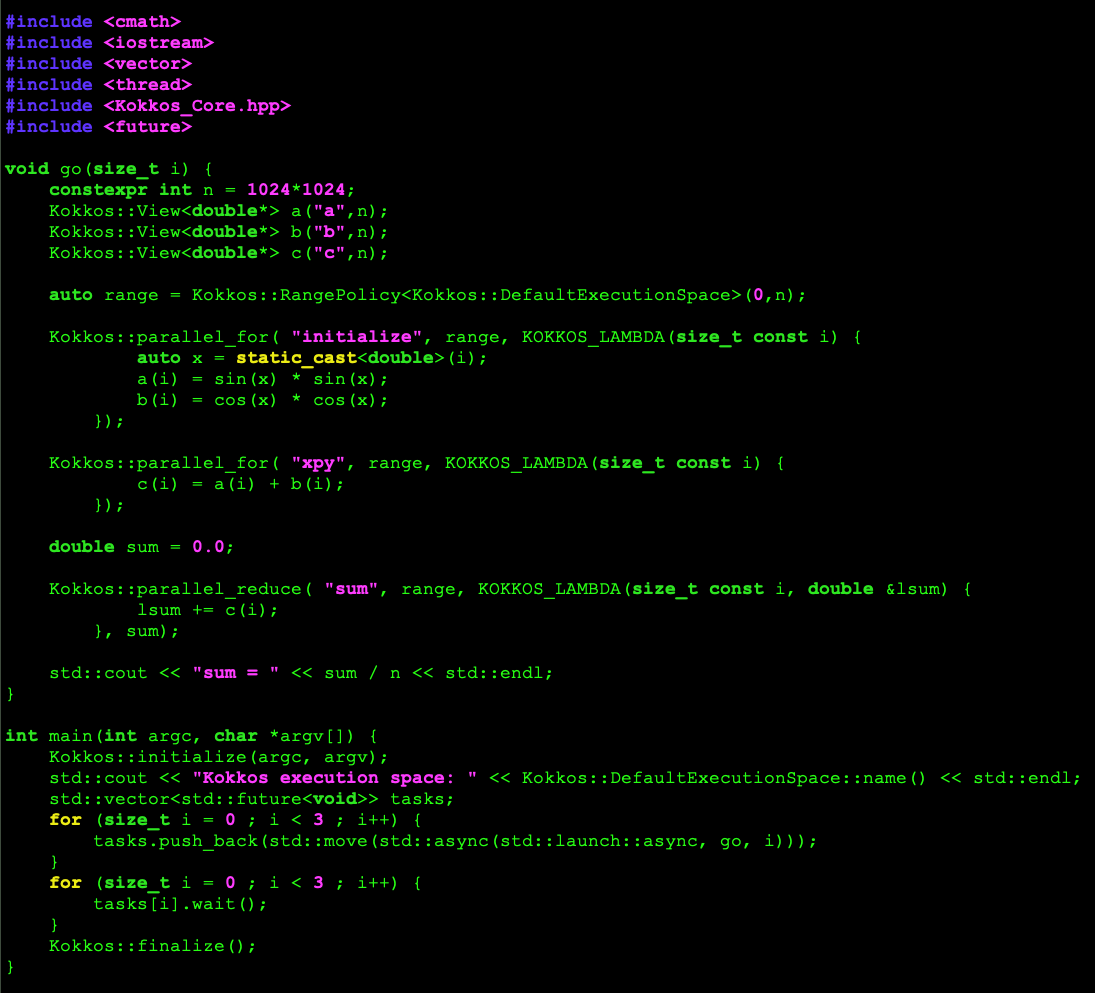 #include <cmath>
#include <iostream>
#include <vector>
#include <thread>
#include <Kokkos_Core.hpp>
#include <future>

void go(size_t i) {
    constexpr int n = 1024*1024;
    Kokkos::View<double*> a("a",n);
    Kokkos::View<double*> b("b",n);
    Kokkos::View<double*> c("c",n);

    auto range = Kokkos::RangePolicy<Kokkos::DefaultExecutionSpace>(0,n);

    Kokkos::parallel_for( "initialize", range, KOKKOS_LAMBDA(size_t const i) {
            auto x = static_cast<double>(i);
            a(i) = sin(x) * sin(x);
            b(i) = cos(x) * cos(x);
        });

    Kokkos::parallel_for( "xpy", range, KOKKOS_LAMBDA(size_t const i) {
            c(i) = a(i) + b(i);
        });

    double sum = 0.0;

    Kokkos::parallel_reduce( "sum", range, KOKKOS_LAMBDA(size_t const i, double &lsum) {
            lsum += c(i);
        }, sum);

    std::cout << "sum = " << sum / n << std::endl;
}

int main(int argc, char *argv[]) {
    Kokkos::initialize(argc, argv);
    std::cout << "Kokkos execution space: " << Kokkos::DefaultExecutionSpace::name() << std::endl;
    std::vector<std::future<void>> tasks;
    for (size_t i = 0 ; i < 3 ; i++) {
        tasks.push_back(std::move(std::async(std::launch::async, go, i)));
    }
    for (size_t i = 0 ; i < 3 ; i++) {
        tasks[i].wait();
    }
    Kokkos::finalize();
}